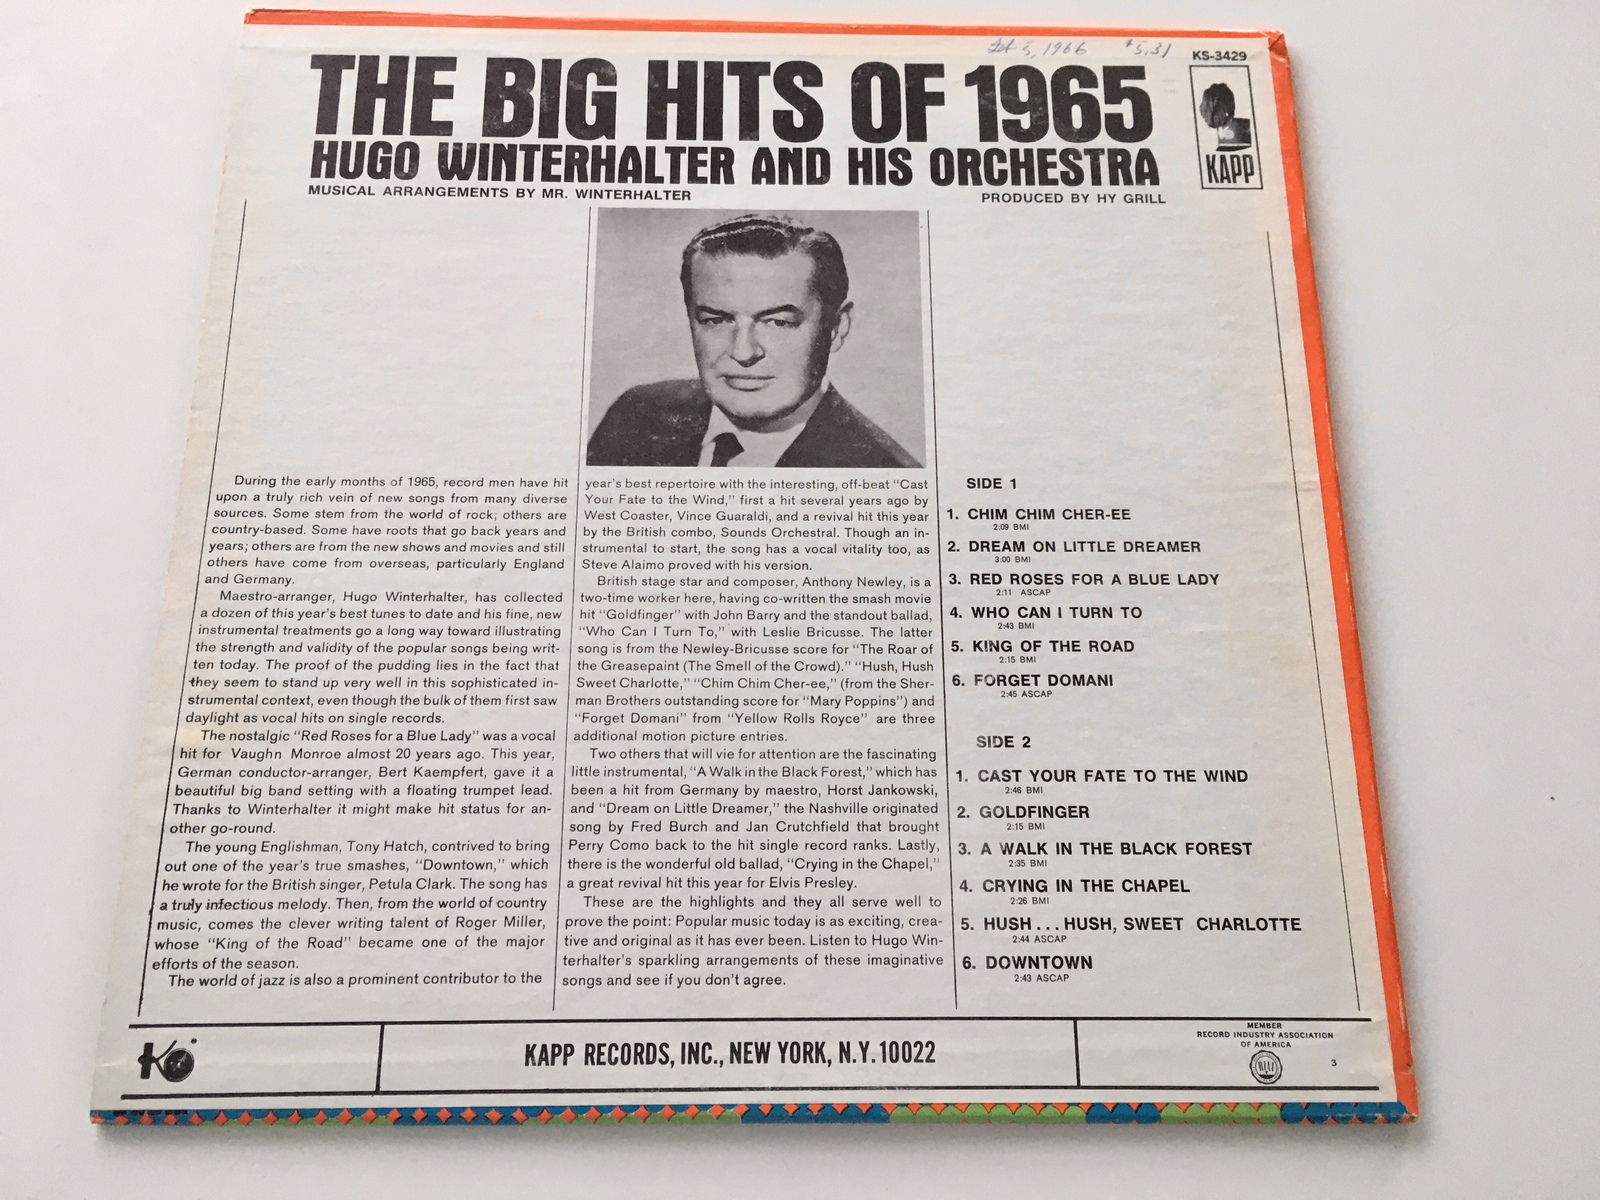 Feb 5, 1966 $5.31
KS-3429
THE BIG HITS OF 1965
HUGO WINTERHALTER AND HIS ORCHESTRA
KAPP
MUSICAL ARRANGEMENTS BY MR. WINTERHALTER
PRODUCED BY HY GRILL
During the early months of 1965, record men have hit
upon a truly rich vein of new songs from many diverse
sources. Some stem from the world of rock; others are
country-based. Some have roots that go back years and
years; others are from the new shows and movies and still
others have come from overseas, particularly England
and Germany.
Maestro-arranger, Hugo Winterhalter, has collected
a dozen of this year's best tunes to date and his fine, new
instrumental treatments go a long way toward illustrating
the strength and validity of the popular songs being writ-
ten today. The proof of the pudding lies in the fact that
they seem to stand up very well in this sophisticated in-
strumental context, even though the bulk of them first saw
daylight as vocal hits on single records.
The nostalgic "Red Roses for a Blue Lady" was a vocal
hit for Vaughn Monroe almost 20 years ago. This year,
German conductor-arranger, Bert Kaempfert, gave it a
beautiful big band setting with a floating trumpet lead.
Thanks to Winterhalter it might make hit status for an-
other go-round.
The young Englishman, Tony Hatch, contrived to bring
out one of the year's true smashes, "Downtown," which
he wrote for the British singer, Petula Clark. The song has
a truly infectious melody. Then, from the world of country
music, comes the clever writing talent of Roger Miller,
whose "King of the Road" became one of the major
efforts of the season.
The world of jazz is also a prominent contributor to the
year's best repertoire with the interesting, off-beat "Cast
Your Fate to the Wind," first a hit several years ago by
West Coaster, Vince Guaraldi, and a revival hit this year
by the British combo, Sounds Orchestral. Though an in-
strumental to start, the song has a vocal vitality too, as
Steve Alaimo proved with his version.
British stage star and composer, Anthony Newley, is a
two-time worker here, having co-written the smash movie
hit "Goldfinger" with John Barry and the standout ballad,
"Who Can I Turn To," with Leslie Bricusse. The latter
song is from the Newley-Bricusse score for "The Roar of
the Greasepaint (The Smell of the Crowd)." "Hush, Hush
Sweet Charlotte," "Chim Chim Cher-ee," (from the Sher-
man Brothers outstanding score for "Mary Poppins") and
"Forget Domani" from "Yellow Rolls Royce" are three
additional motion picture entries.
Two others that will vie for attention are the fascinating
little instrumental, "A Walk in the Black Forest," which has
been a hit from Germany by maestro, Horst Jankowski,
and "Dream on Little Dreamer," the Nashville originated
song by Fred Burch and Jan Crutchfield that brought
Perry Como back to the hit single record ranks. Lastly,
there is the wonderful old ballad, "Crying in the Chapel,"
a great revival hit this year for Elvis Presley.
These are the highlights and they all serve well to
prove the point: Popular music today is as exciting, crea-
tive and original as it has ever been. Listen to Hugo Win-
terhalter's sparkling arrangements of these imaginative
songs and see if you don't agree.
SIDE 1
1. CHIM CHIM CHER-EE
2:09 BMI
2. DREAM ON LITTLE DREAMER
3:00 BMI
3. RED ROSES FOR A BLUE LADY
2:11 ASCAP
4. WHO CAN I TURN TO
2:43 BMI
5. KING OF THE ROAD
2:15 BMI
6. FORGET DOMANI
2:45 ASCAP
SIDE 2
1. CAST YOUR FATE TO THE WIND
2:46 BMI
2. GOLDFINGER
2:15 BMI
3. A WALK IN THE BLACK FOREST
2:35 BMI
4. CRYING IN THE CHAPEL
2:26 BMI
5. HUSH...HUSH, SWEET CHARLOTTE
2:44 ASCAP
6. DOWNTOWN
2:43 ASCAP
KAPP RECORDS, INC., NEW YORK, N.Y. 10022
MEMBER
RECORD INDUSTRY ASSOCIATION
OF AMERICA
3